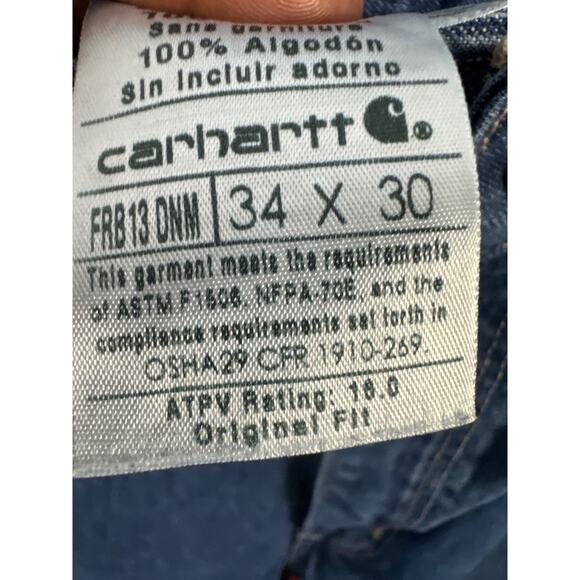 Sans garniture
100% Algodón
Sin incluir adorno
carhartt ®
FRB13 DNM 34 X 30
This garment meets the requirements
of ASTM F1506, NFPA-70E, and the
compliance requirements set forth in
OSHA29 CFR 1910-269.
ATPV Rating: 16.0
Original Fit